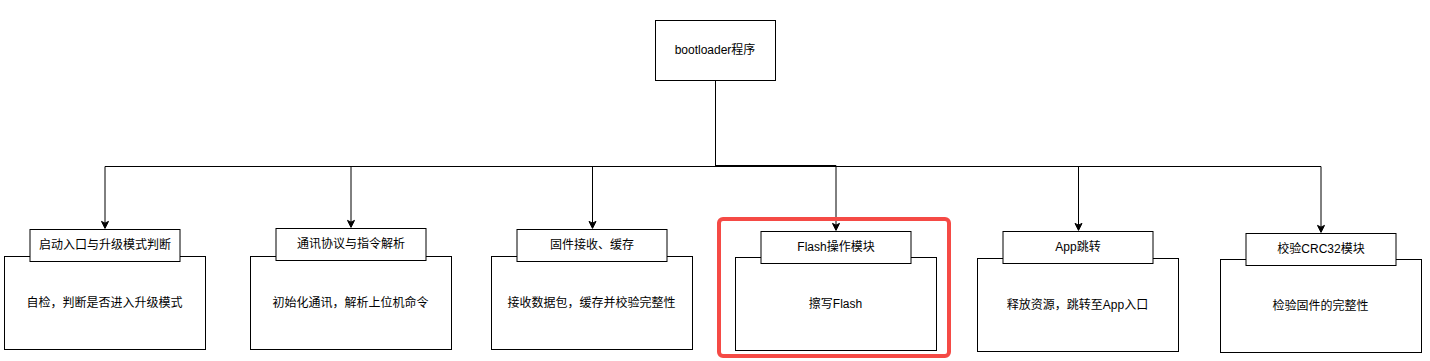 bootloader程序
启动入口与升级模式判断
自检，判断是否进入升级模式
通讯协议与指令解析
初始化通讯，解析上位机命令
固件接收、缓存
接收数据包，缓存并校验完整性
Flash操作模块
擦写Flash
App跳转
释放资源，跳转至App入口
校验CRC32模块
检验固件的完整性